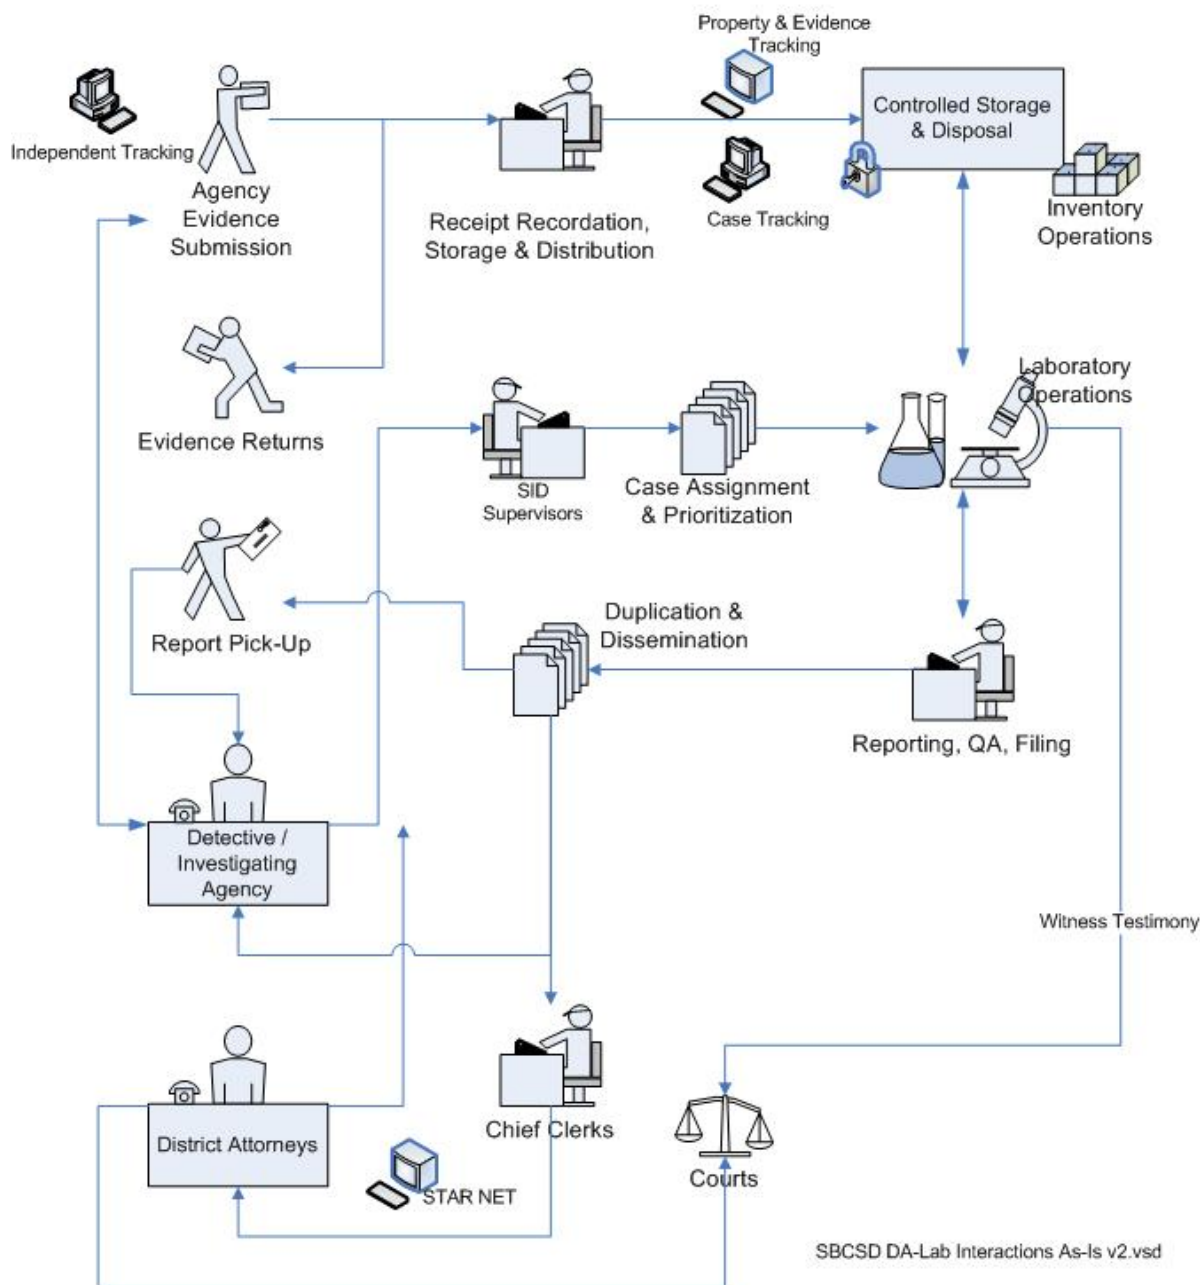 Property & Evidence
Tracking
Independent Tracking
Agency
Evidence
Submission
Receipt Recordation,
Storage & Distribution
Case Tracking
Controlled Storage
& Disposal
Inventory
Operations
Evidence Returns
SID
Supervisors
Case Assignment
& Prioritization
Laboratory
Operations
Report Pick-Up
Duplication &
Dissemination
Reporting, QA, Filing
Detective /
Investigating
Agency
Witness Testimony
District Attorneys
STAR NET
Chief Clerks
Courts
SBCSD DA-Lab Interactions As-Is v2.vsd